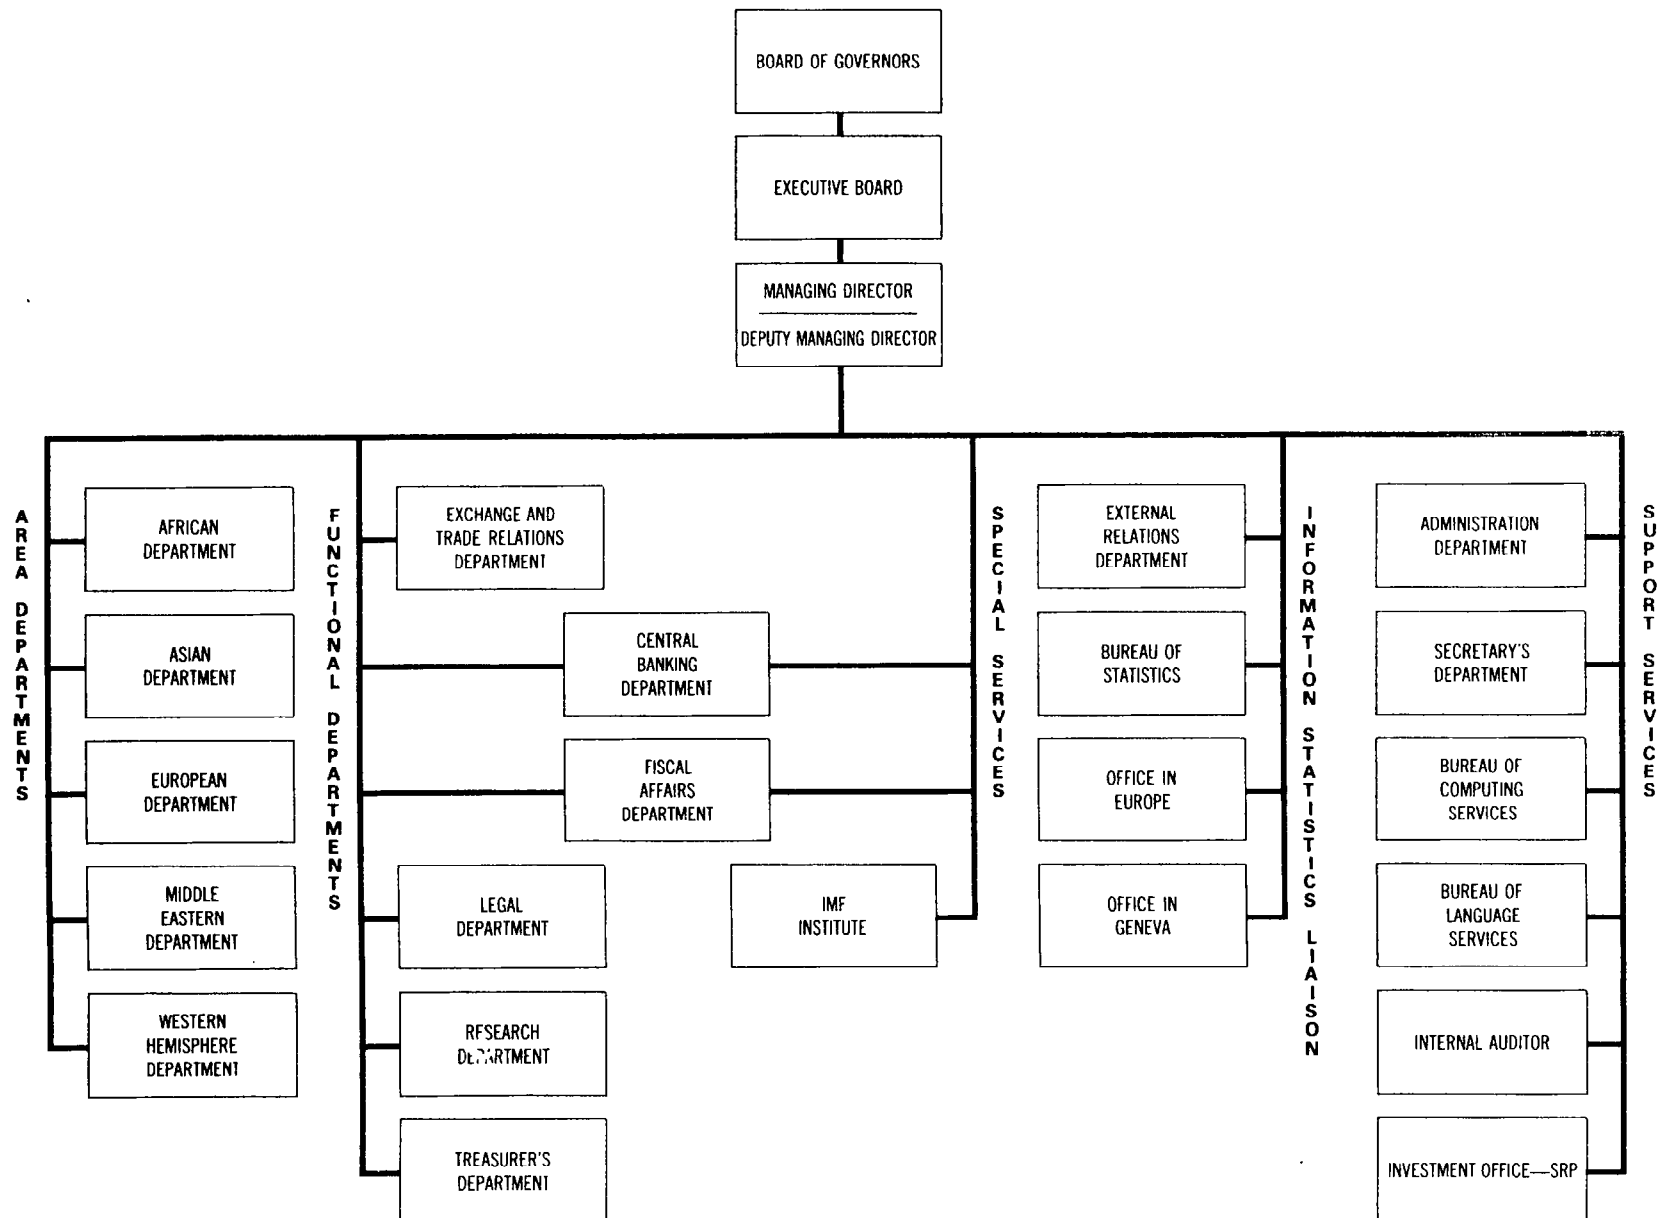 BOARD OF GOVERNORS
EXECUTIVE BOARD
MANAGING DIRECTOR
DEPUTY MANAGING DIRECTOR
AREA DEPARTMENTS
AFRICAN
DEPARTMENT
ASIAN
DEPARTMENT
EUROPEAN
DEPARTMENT
MIDDLE
EASTERN
DEPARTMENT
WESTERN
HEMISPHERE
DEPARTMENT
FUNCTIONAL DEPARTMENTS
EXCHANGE AND
TRADE RELATIONS
DEPARTMENT
CENTRAL
BANKING
DEPARTMENT
FISCAL
AFFAIRS
DEPARTMENT
LEGAL
DEPARTMENT
RESEARCH
DEPARTMENT
TREASURER'S
DEPARTMENT
IMF
INSTITUTE
SPECIAL SERVICES
EXTERNAL
RELATIONS
DEPARTMENT
BUREAU OF
STATISTICS
OFFICE IN
EUROPE
OFFICE IN
GENEVA
INFORMATION STATISTICS LIAISON
ADMINISTRATION
DEPARTMENT
SECRETARY'S
DEPARTMENT
BUREAU OF
COMPUTING
SERVICES
BUREAU OF
LANGUAGE
SERVICES
INTERNAL AUDITOR
INVESTMENT OFFICE—SRP
SUPPORT SERVICES